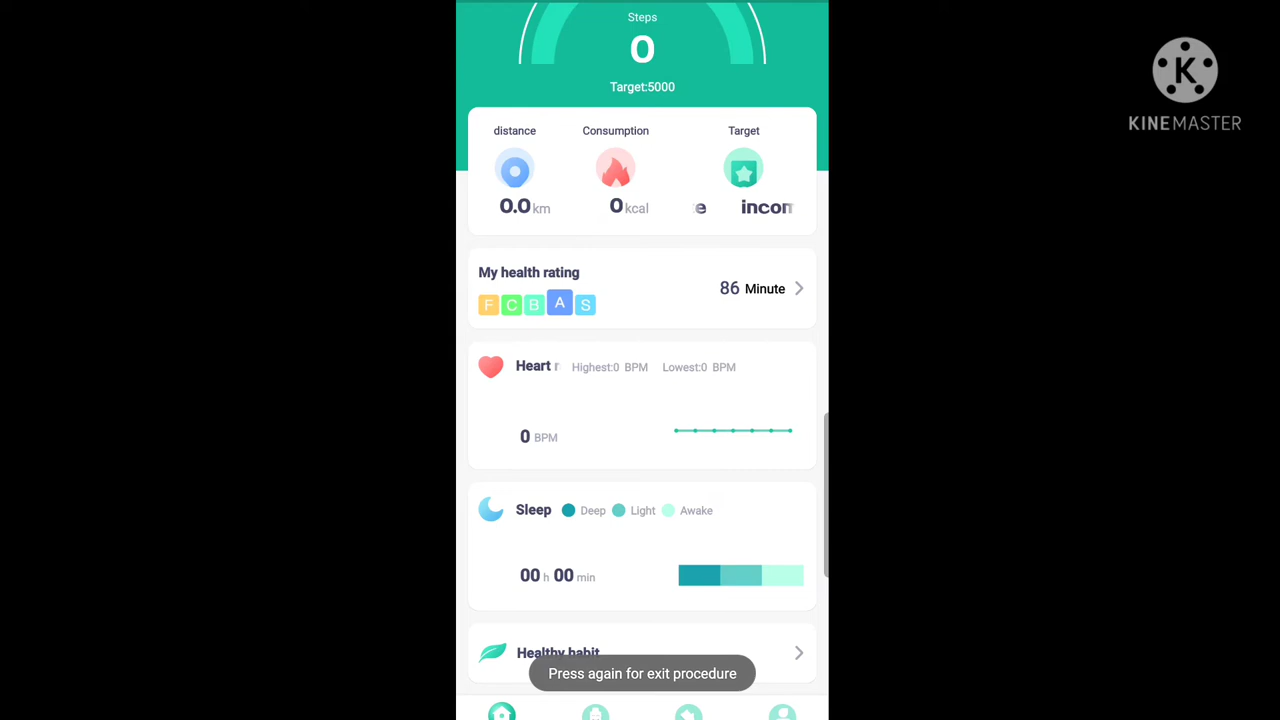 Steps
0
Target:5000
distance Consumption Target
0.0 km 0 kcal e incom
My health rating
F C B A S
86 Minute
Heart r Highest:0 BPM Lowest:0 BPM
0 BPM
Sleep Deep Light Awake
00 h 00 min
Healthy habit
Press again for exit procedure
K
KINEMASTER